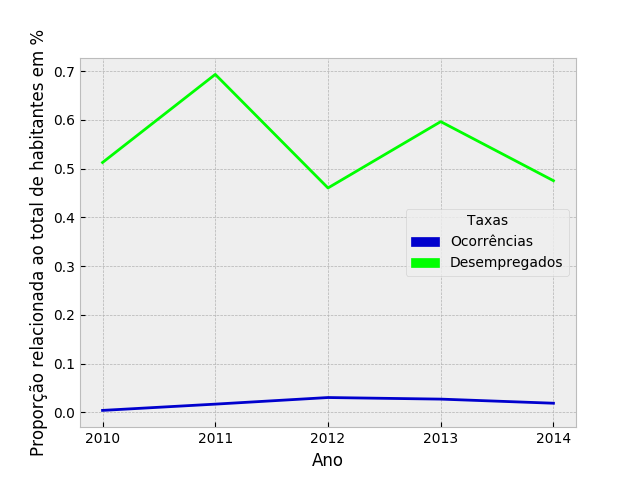 Proporção relacionada ao total de habitantes em %
0.7
0.6
0.5
0.4
0.3
0.2
0.1
0.0
Taxas
Ocorrências
Desempregados
2010 2011 2012 2013 2014
Ano